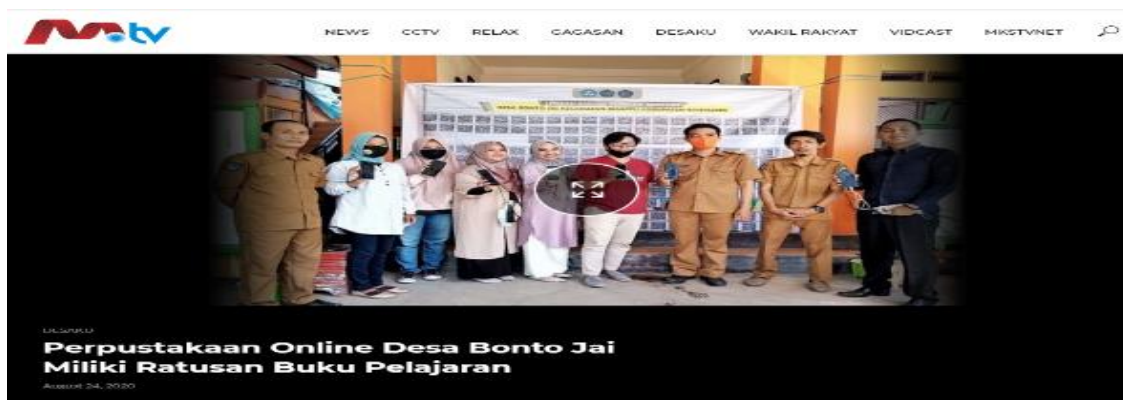 M.tv
NEWS CCTV RELAX GAGASAN DESAKU WAKIL RAKYAT VIDCAST MKSTVNET
DESAKU
Perpustakaan Online Desa Bonto Jai
Miliki Ratusan Buku Pelajaran
August 24, 2020